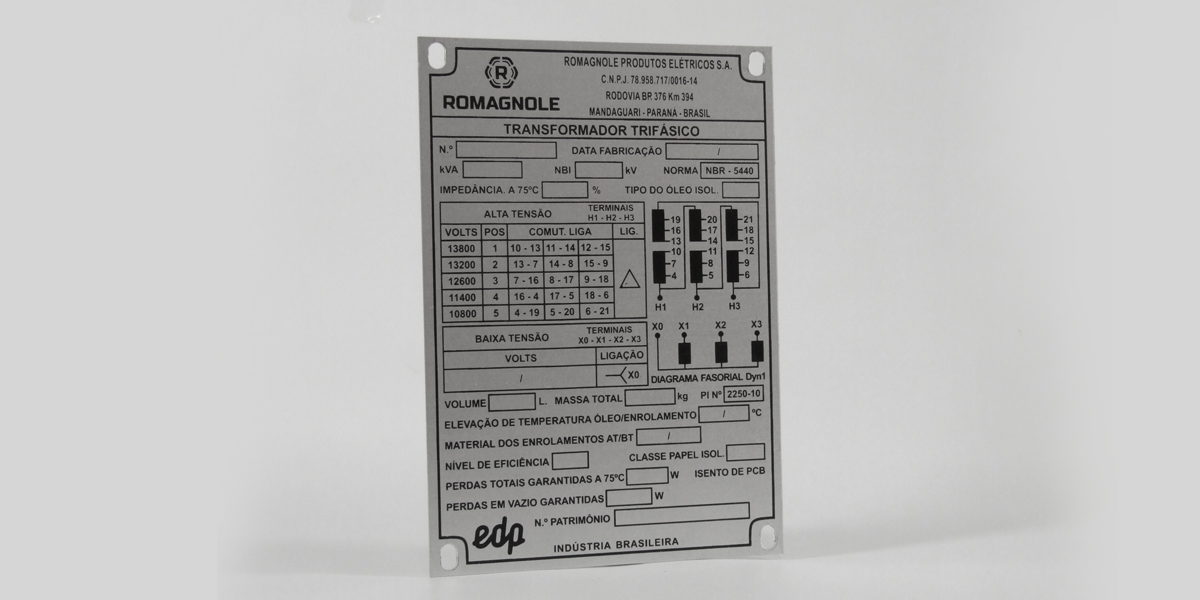 R
ROMAGNOLE
ROMAGNOLE PRODUTOS ELÉTRICOS S.A.
C.N.P.J. 78.958.717/0016-14
RODOVIA BR 376 Km 394
MANDAGUARI - PARANÁ - BRASIL
TRANSFORMADOR TRIFÁSICO
N.º DATA FABRICAÇÃO /
kVA NBI kV NORMA NBR - 5440
IMPEDÂNCIA. A 75ºC % TIPO DO ÓLEO ISOL.
ALTA TENSÃO TERMINAIS
H1 - H2 - H3
VOLTS POS COMUT. LIGA LIG.
13800 1 10 - 13 11 - 14 12 - 15
13200 2 13 - 7 14 - 8 15 - 9
12600 3 7 - 16 8 - 17 9 - 18
11400 4 16 - 4 17 - 5 18 - 6
10800 5 4 - 19 5 - 20 6 - 21
19 20 21
16 17 18
13 14 15
10 11 12
7 8 9
4 5 6
H1 H2 H3
BAIXA TENSÃO TERMINAIS
X0 - X1 - X2 - X3
VOLTS LIGAÇÃO
/ X0
X0 X1 X2 X3
DIAGRAMA FASORIAL Dyn1
VOLUME L. MASSA TOTAL kg PI Nº 2250-10
ELEVAÇÃO DE TEMPERATURA ÓLEO/ENROLAMENTO / ºC
MATERIAL DOS ENROLAMENTOS AT/BT /
NÍVEL DE EFICIÊNCIA CLASSE PAPEL ISOL.
PERDAS TOTAIS GARANTIDAS A 75ºC W ISENTO DE PCB
PERDAS EM VAZIO GARANTIDAS W
edp N.º PATRIMÔNIO
INDÚSTRIA BRASILEIRA